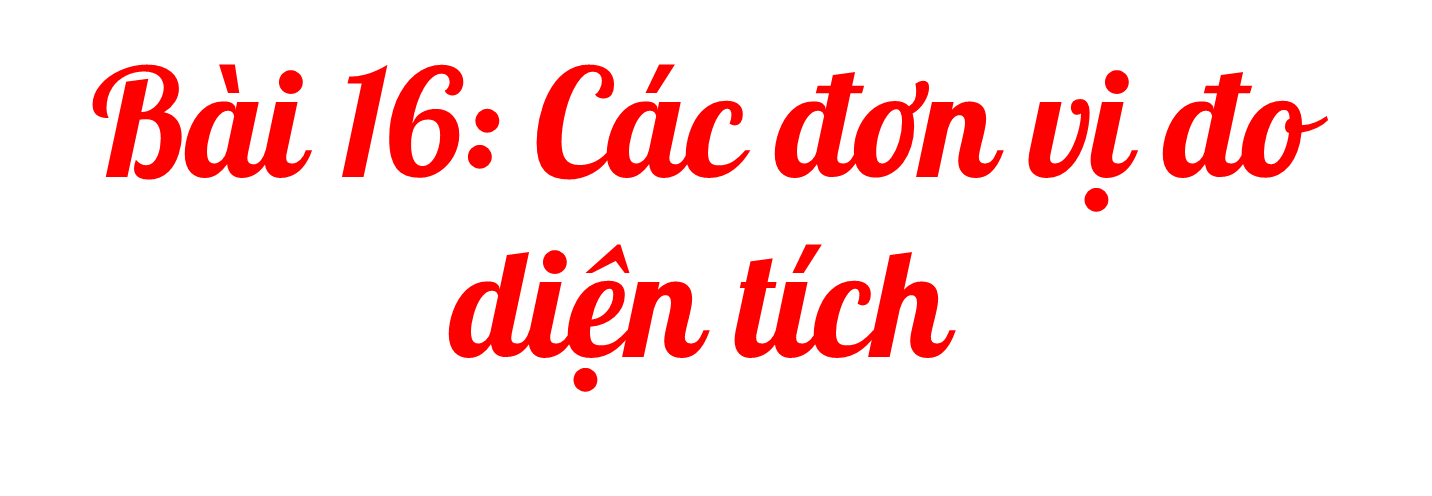 Bài 16: Các đơn vị đo
diện tích